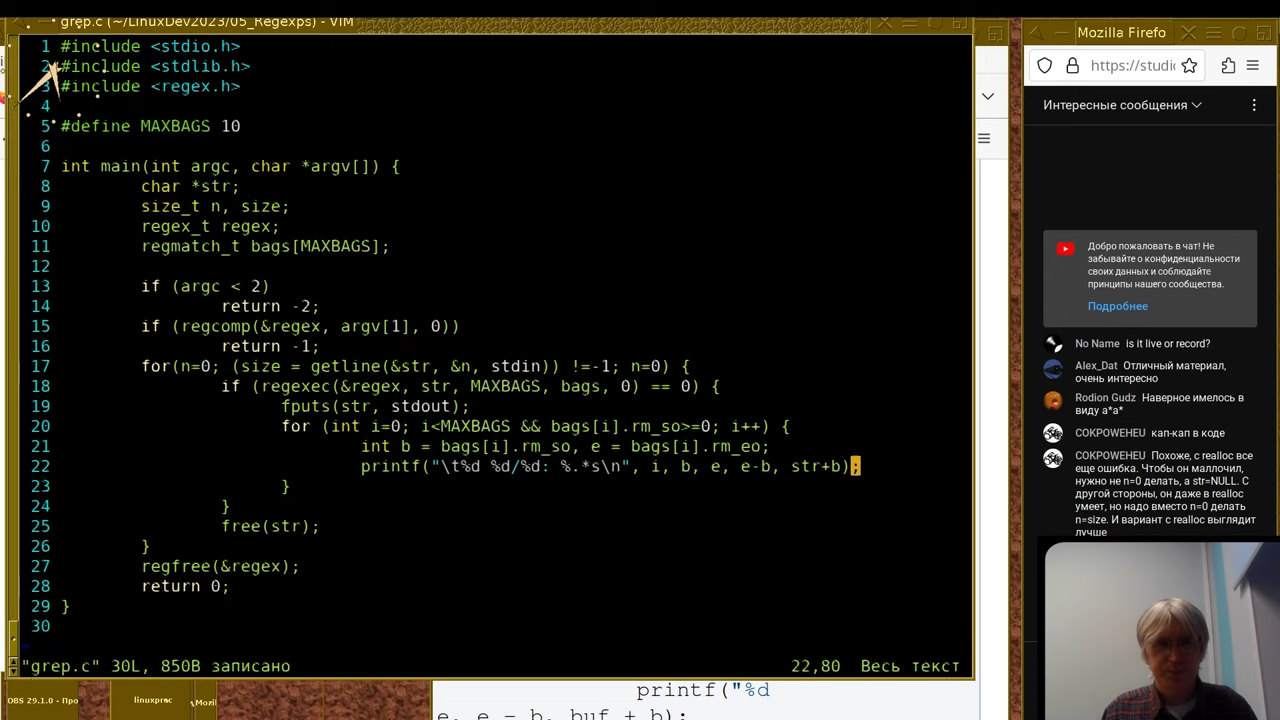 grep.c (~/LinuxDev2023/05_Regexps) - VIM
1 #include <stdio.h>
2 #include <stdlib.h>
3 #include <regex.h>
4
5 #define MAXBAGS 10
6
7 int main(int argc, char *argv[]) {
8 char *str;
9 size_t n, size;
10 regex_t regex;
11 regmatch_t bags[MAXBAGS];
12
13 if (argc < 2)
14 return -2;
15 if (regcomp(&regex, argv[1], 0))
16 return -1;
17 for(n=0; (size = getline(&str, &n, stdin)) !=-1; n=0) {
18 if (regexec(&regex, str, MAXBAGS, bags, 0) == 0) {
19 fputs(str, stdout);
20 for (int i=0; i<MAXBAGS && bags[i].rm_so>=0; i++) {
21 int b = bags[i].rm_so, e = bags[i].rm_eo;
22 printf("\t%d %d/%d: %.*s\n", i, b, e, e-b, str+b);
23 }
24 }
25 free(str);
26 }
27 regfree(&regex);
28 return 0;
29 }
30
"grep.c" 30L, 850B записано 22,80 Весь текст
DBS 29.1.0 - Про
linuxprac
Mozi
printf("%d
e, e - b, buf + b);
Mozilla Firefo
https://studi
Интересные сообщения
Добро пожаловать в чат! Не
забывайте о конфиденциальности
своих данных и соблюдайте
принципы нашего сообщества.
Подробнее
No Name is it live or record?
Alex_Dat Отличный материал,
очень интересно
Rodion Gudz Наверное имелось в
виду a*a*
COKPOWEHEU кап-кап в коде
COKPOWEHEU Похоже, с realloc все
еще ошибка. Чтобы он маллочил,
нужно не n=0 делать, а str=NULL. С
другой стороны, он даже в realloc
умеет, но надо вместо n=0 делать
n=size. И вариант с realloc выглядит
лучше